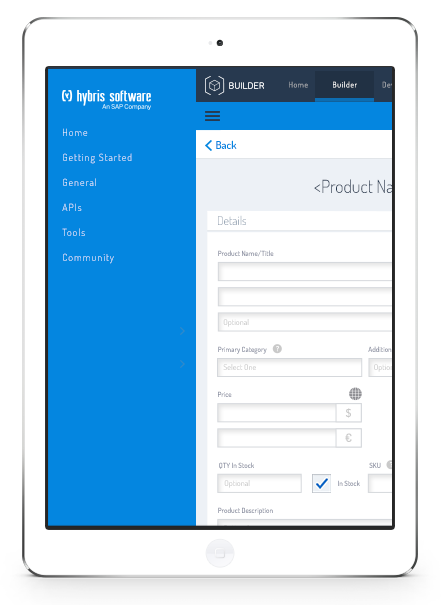 hybris software
An SAP Company
Home
Getting Started
General
APIs
Tools
Community
BUILDER
Home
Builder
Back
<Product Na
Details
Product Name/Title
Optional
Primary Category ?
Addition
Select One
Optio
Price
$
€
QTY In Stock
SKU
Optional
In Stock
Product Description